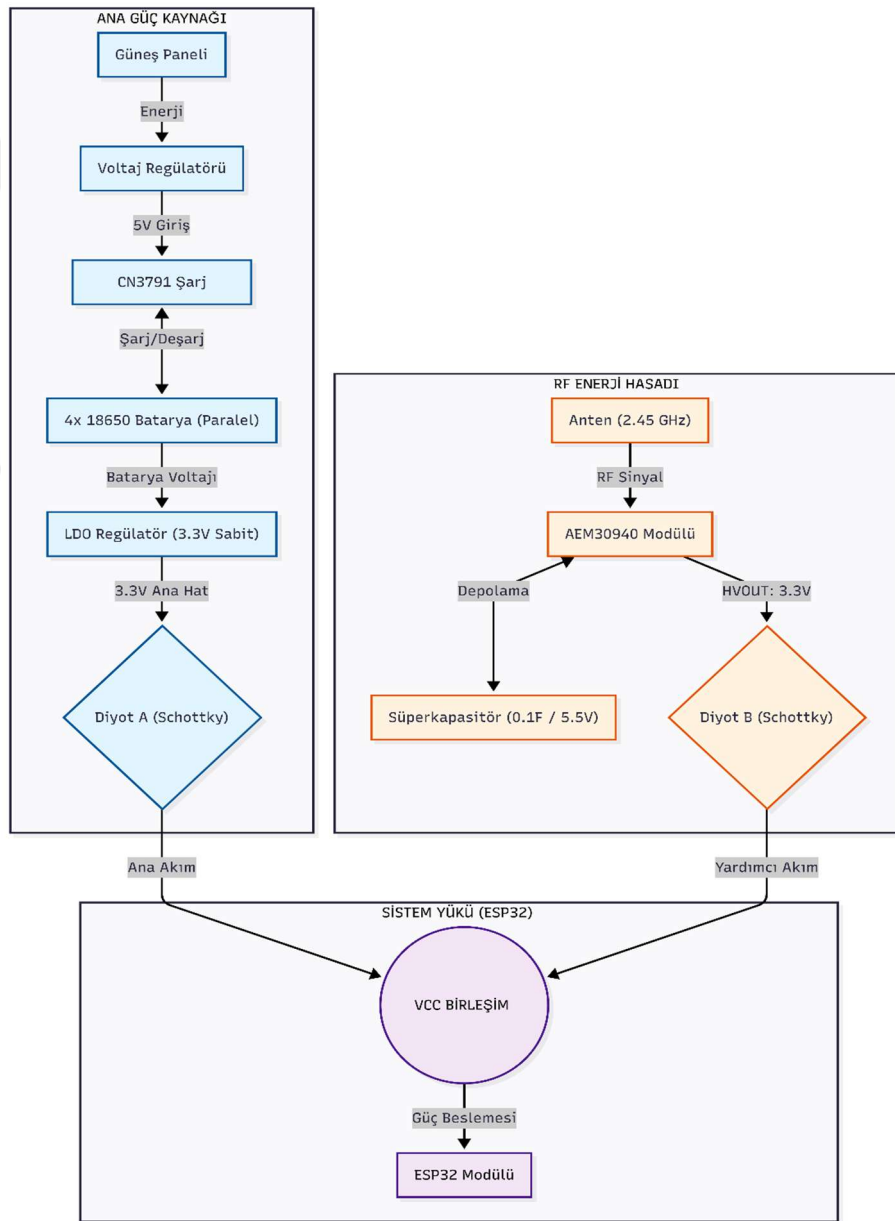 ANA GÜÇ KAYNAĞI
Güneş Paneli
Enerji
Voltaj Regülatörü
5V Giriş
CN3791 Şarj
Şarj/Deşarj
4x 18650 Batarya (Paralel)
Batarya Voltajı
LDO Regülatör (3.3V Sabit)
3.3V Ana Hat
Diyot A (Schottky)
Ana Akım
RF ENERJİ HASADI
Anten (2.45 GHz)
RF Sinyal
AEM30940 Modülü
Depolama
HVOUT: 3.3V
Süperkapasitör (0.1F / 5.5V)
Diyot B (Schottky)
Yardımcı Akım
SİSTEM YÜKÜ (ESP32)
VCC BİRLEŞİM
Güç Beslemesi
ESP32 Modülü